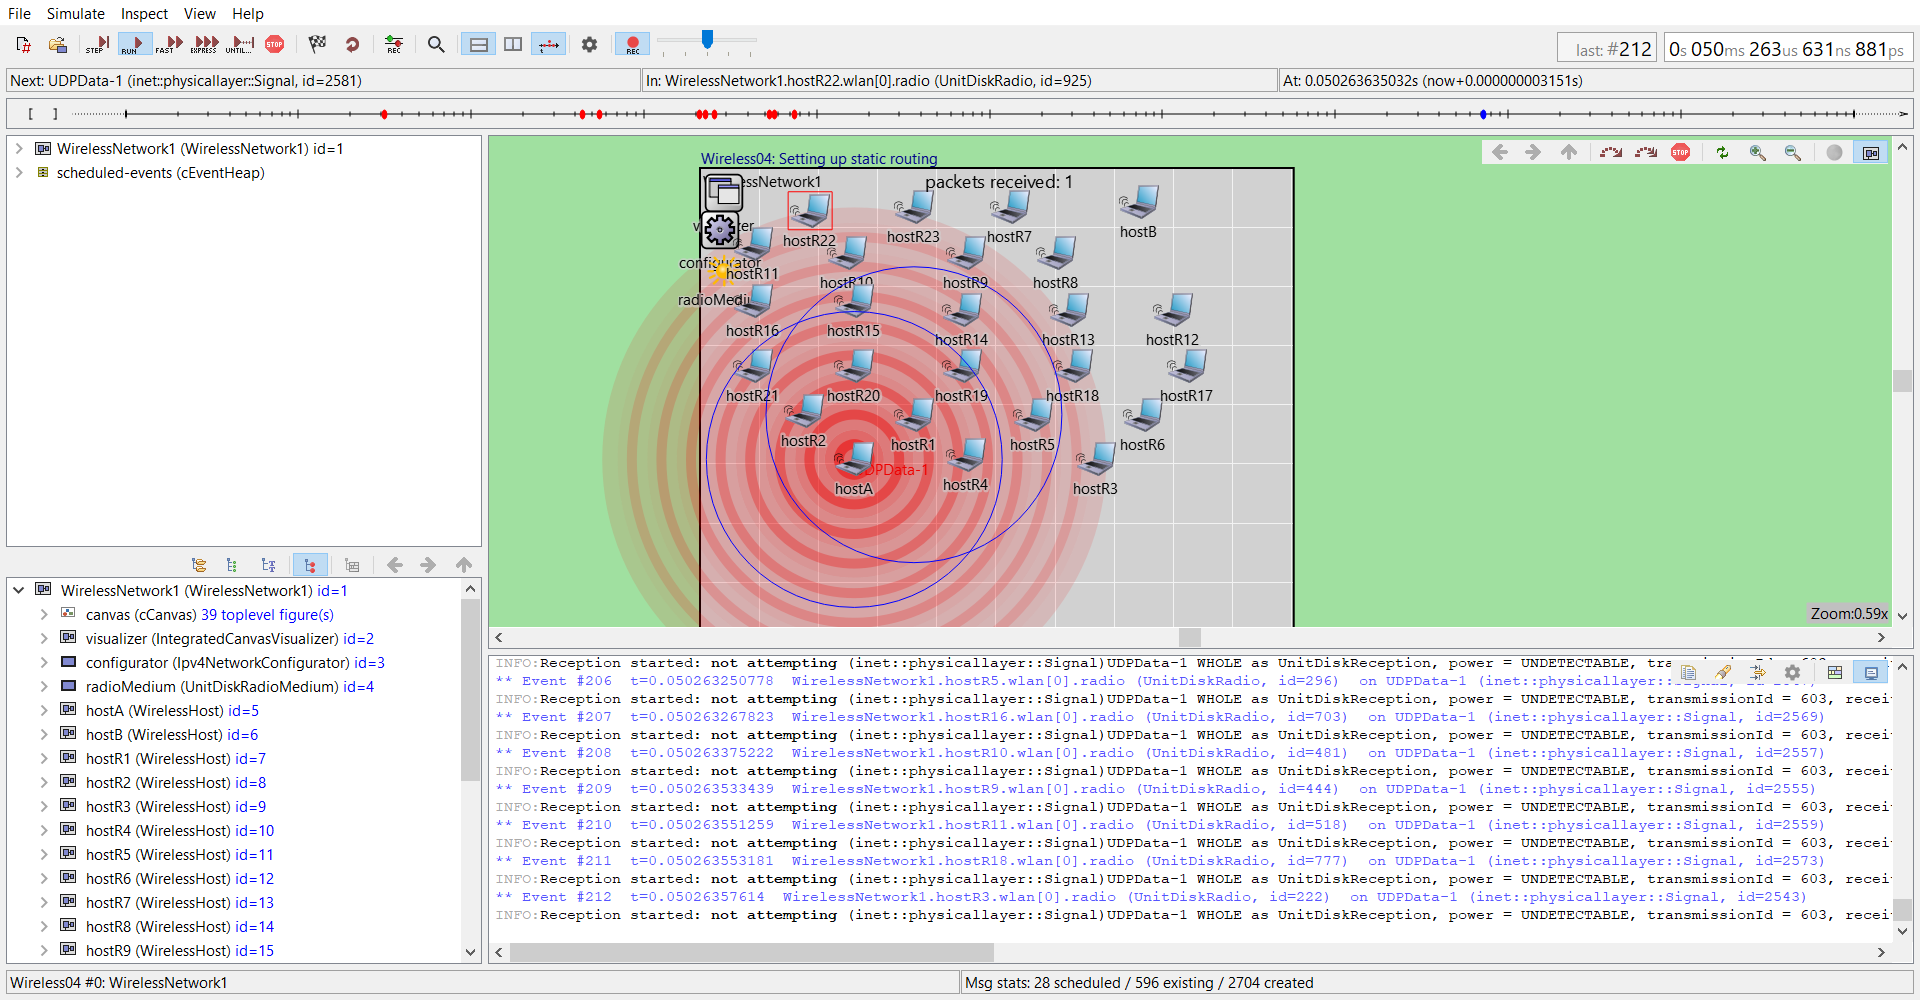 File Simulate Inspect View Help
STEP RUN FAST EXPRESS UNTIL... STOP REC REC
last: #212 0s 050ms 263us 631ns 881ps
Next: UDPData-1 (inet::physicallayer::Signal, id=2581) In: WirelessNetwork1.hostR22.wlan[0].radio (UnitDiskRadio, id=925) At: 0.050263635032s (now+0.000000003151s)
[ ]
WirelessNetwork1 (WirelessNetwork1) id=1
scheduled-events (cEventHeap)
WirelessNetwork1 (WirelessNetwork1) id=1
canvas (cCanvas) 39 toplevel figure(s)
visualizer (IntegratedCanvasVisualizer) id=2
configurator (Ipv4NetworkConfigurator) id=3
radioMedium (UnitDiskRadioMedium) id=4
hostA (WirelessHost) id=5
hostB (WirelessHost) id=6
hostR1 (WirelessHost) id=7
hostR2 (WirelessHost) id=8
hostR3 (WirelessHost) id=9
hostR4 (WirelessHost) id=10
hostR5 (WirelessHost) id=11
hostR6 (WirelessHost) id=12
hostR7 (WirelessHost) id=13
hostR8 (WirelessHost) id=14
hostR9 (WirelessHost) id=15
Wireless04: Setting up static routing
STOP
essNetwork1 packets received: 1
hostR22 hostR23 hostR7 hostB
configurator
hostR11 hostR10 hostR9 hostR8
radioMedi
hostR16 hostR15 hostR14 hostR13 hostR12
hostR21 hostR20 hostR19 hostR18 hostR17
hostR2 hostR1 hostR5 hostR6
DPData-1
hostA hostR4 hostR3
Zoom:0.59x
INFO:Reception started: not attempting (inet::physicallayer::Signal)UDPData-1 WHOLE as UnitDiskReception, power = UNDETECTABLE, transmissionId = 603, recei
** Event #206 t=0.050263250778 WirelessNetwork1.hostR5.wlan[0].radio (UnitDiskRadio, id=296) on UDPData-1 (inet::physicallayer::Signal,
INFO:Reception started: not attempting (inet::physicallayer::Signal)UDPData-1 WHOLE as UnitDiskReception, power = UNDETECTABLE, transmissionId = 603, recei
** Event #207 t=0.050263267823 WirelessNetwork1.hostR16.wlan[0].radio (UnitDiskRadio, id=703) on UDPData-1 (inet::physicallayer::Signal, id=2569)
INFO:Reception started: not attempting (inet::physicallayer::Signal)UDPData-1 WHOLE as UnitDiskReception, power = UNDETECTABLE, transmissionId = 603, recei
** Event #208 t=0.050263375222 WirelessNetwork1.hostR10.wlan[0].radio (UnitDiskRadio, id=481) on UDPData-1 (inet::physicallayer::Signal, id=2557)
INFO:Reception started: not attempting (inet::physicallayer::Signal)UDPData-1 WHOLE as UnitDiskReception, power = UNDETECTABLE, transmissionId = 603, recei
** Event #209 t=0.050263533439 WirelessNetwork1.hostR9.wlan[0].radio (UnitDiskRadio, id=444) on UDPData-1 (inet::physicallayer::Signal, id=2555)
INFO:Reception started: not attempting (inet::physicallayer::Signal)UDPData-1 WHOLE as UnitDiskReception, power = UNDETECTABLE, transmissionId = 603, recei
** Event #210 t=0.050263551259 WirelessNetwork1.hostR11.wlan[0].radio (UnitDiskRadio, id=518) on UDPData-1 (inet::physicallayer::Signal, id=2559)
INFO:Reception started: not attempting (inet::physicallayer::Signal)UDPData-1 WHOLE as UnitDiskReception, power = UNDETECTABLE, transmissionId = 603, recei
** Event #211 t=0.050263553181 WirelessNetwork1.hostR18.wlan[0].radio (UnitDiskRadio, id=777) on UDPData-1 (inet::physicallayer::Signal, id=2573)
INFO:Reception started: not attempting (inet::physicallayer::Signal)UDPData-1 WHOLE as UnitDiskReception, power = UNDETECTABLE, transmissionId = 603, recei
** Event #212 t=0.05026357614 WirelessNetwork1.hostR3.wlan[0].radio (UnitDiskRadio, id=222) on UDPData-1 (inet::physicallayer::Signal, id=2543)
INFO:Reception started: not attempting (inet::physicallayer::Signal)UDPData-1 WHOLE as UnitDiskReception, power = UNDETECTABLE, transmissionId = 603, recei
Wireless04 #0: WirelessNetwork1 Msg stats: 28 scheduled / 596 existing / 2704 created